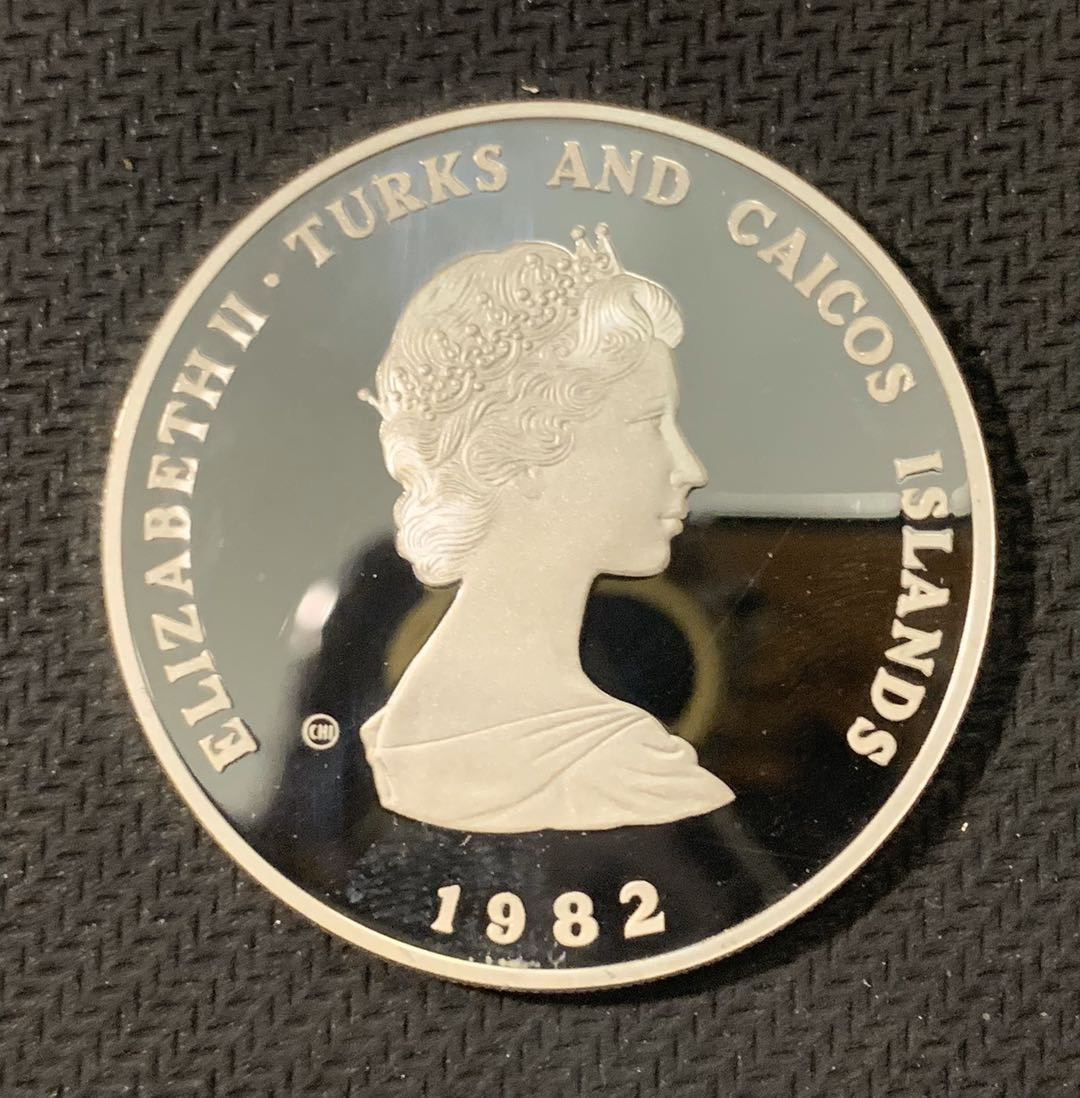 ELIZABETH II · TURKS AND CAICOS ISLANDS
CHI
1982